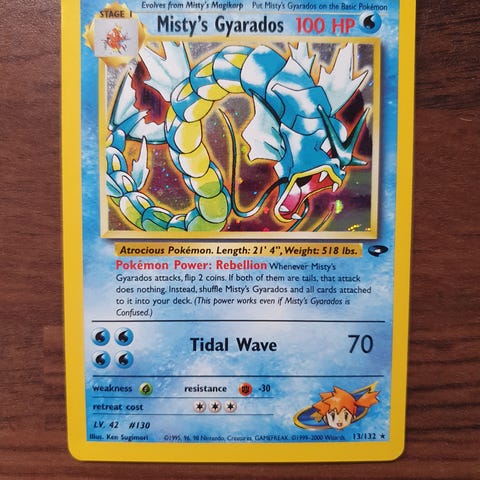 Evolves from Misty's Magikarp Put Misty's Gyarados on the Basic Pokémon
STAGE 1
Misty's Gyarados 100 HP
Atrocious Pokémon. Length: 21' 4", Weight: 518 lbs.
Pokémon Power: Rebellion Whenever Misty's
Gyarados attacks, flip 2 coins. If both of them are tails, that attack
does nothing. Instead, shuffle Misty's Gyarados and all cards attached
to it into your deck. (This power works even if Misty's Gyarados is
Confused.)
Tidal Wave 70
weakness resistance -30
retreat cost
LV. 42 #130
Illus. Ken Sugimori ©1995, 96, 98 Nintendo, Creatures, GAMEFREAK. ©1999-2000 Wizards. 13/132 ★